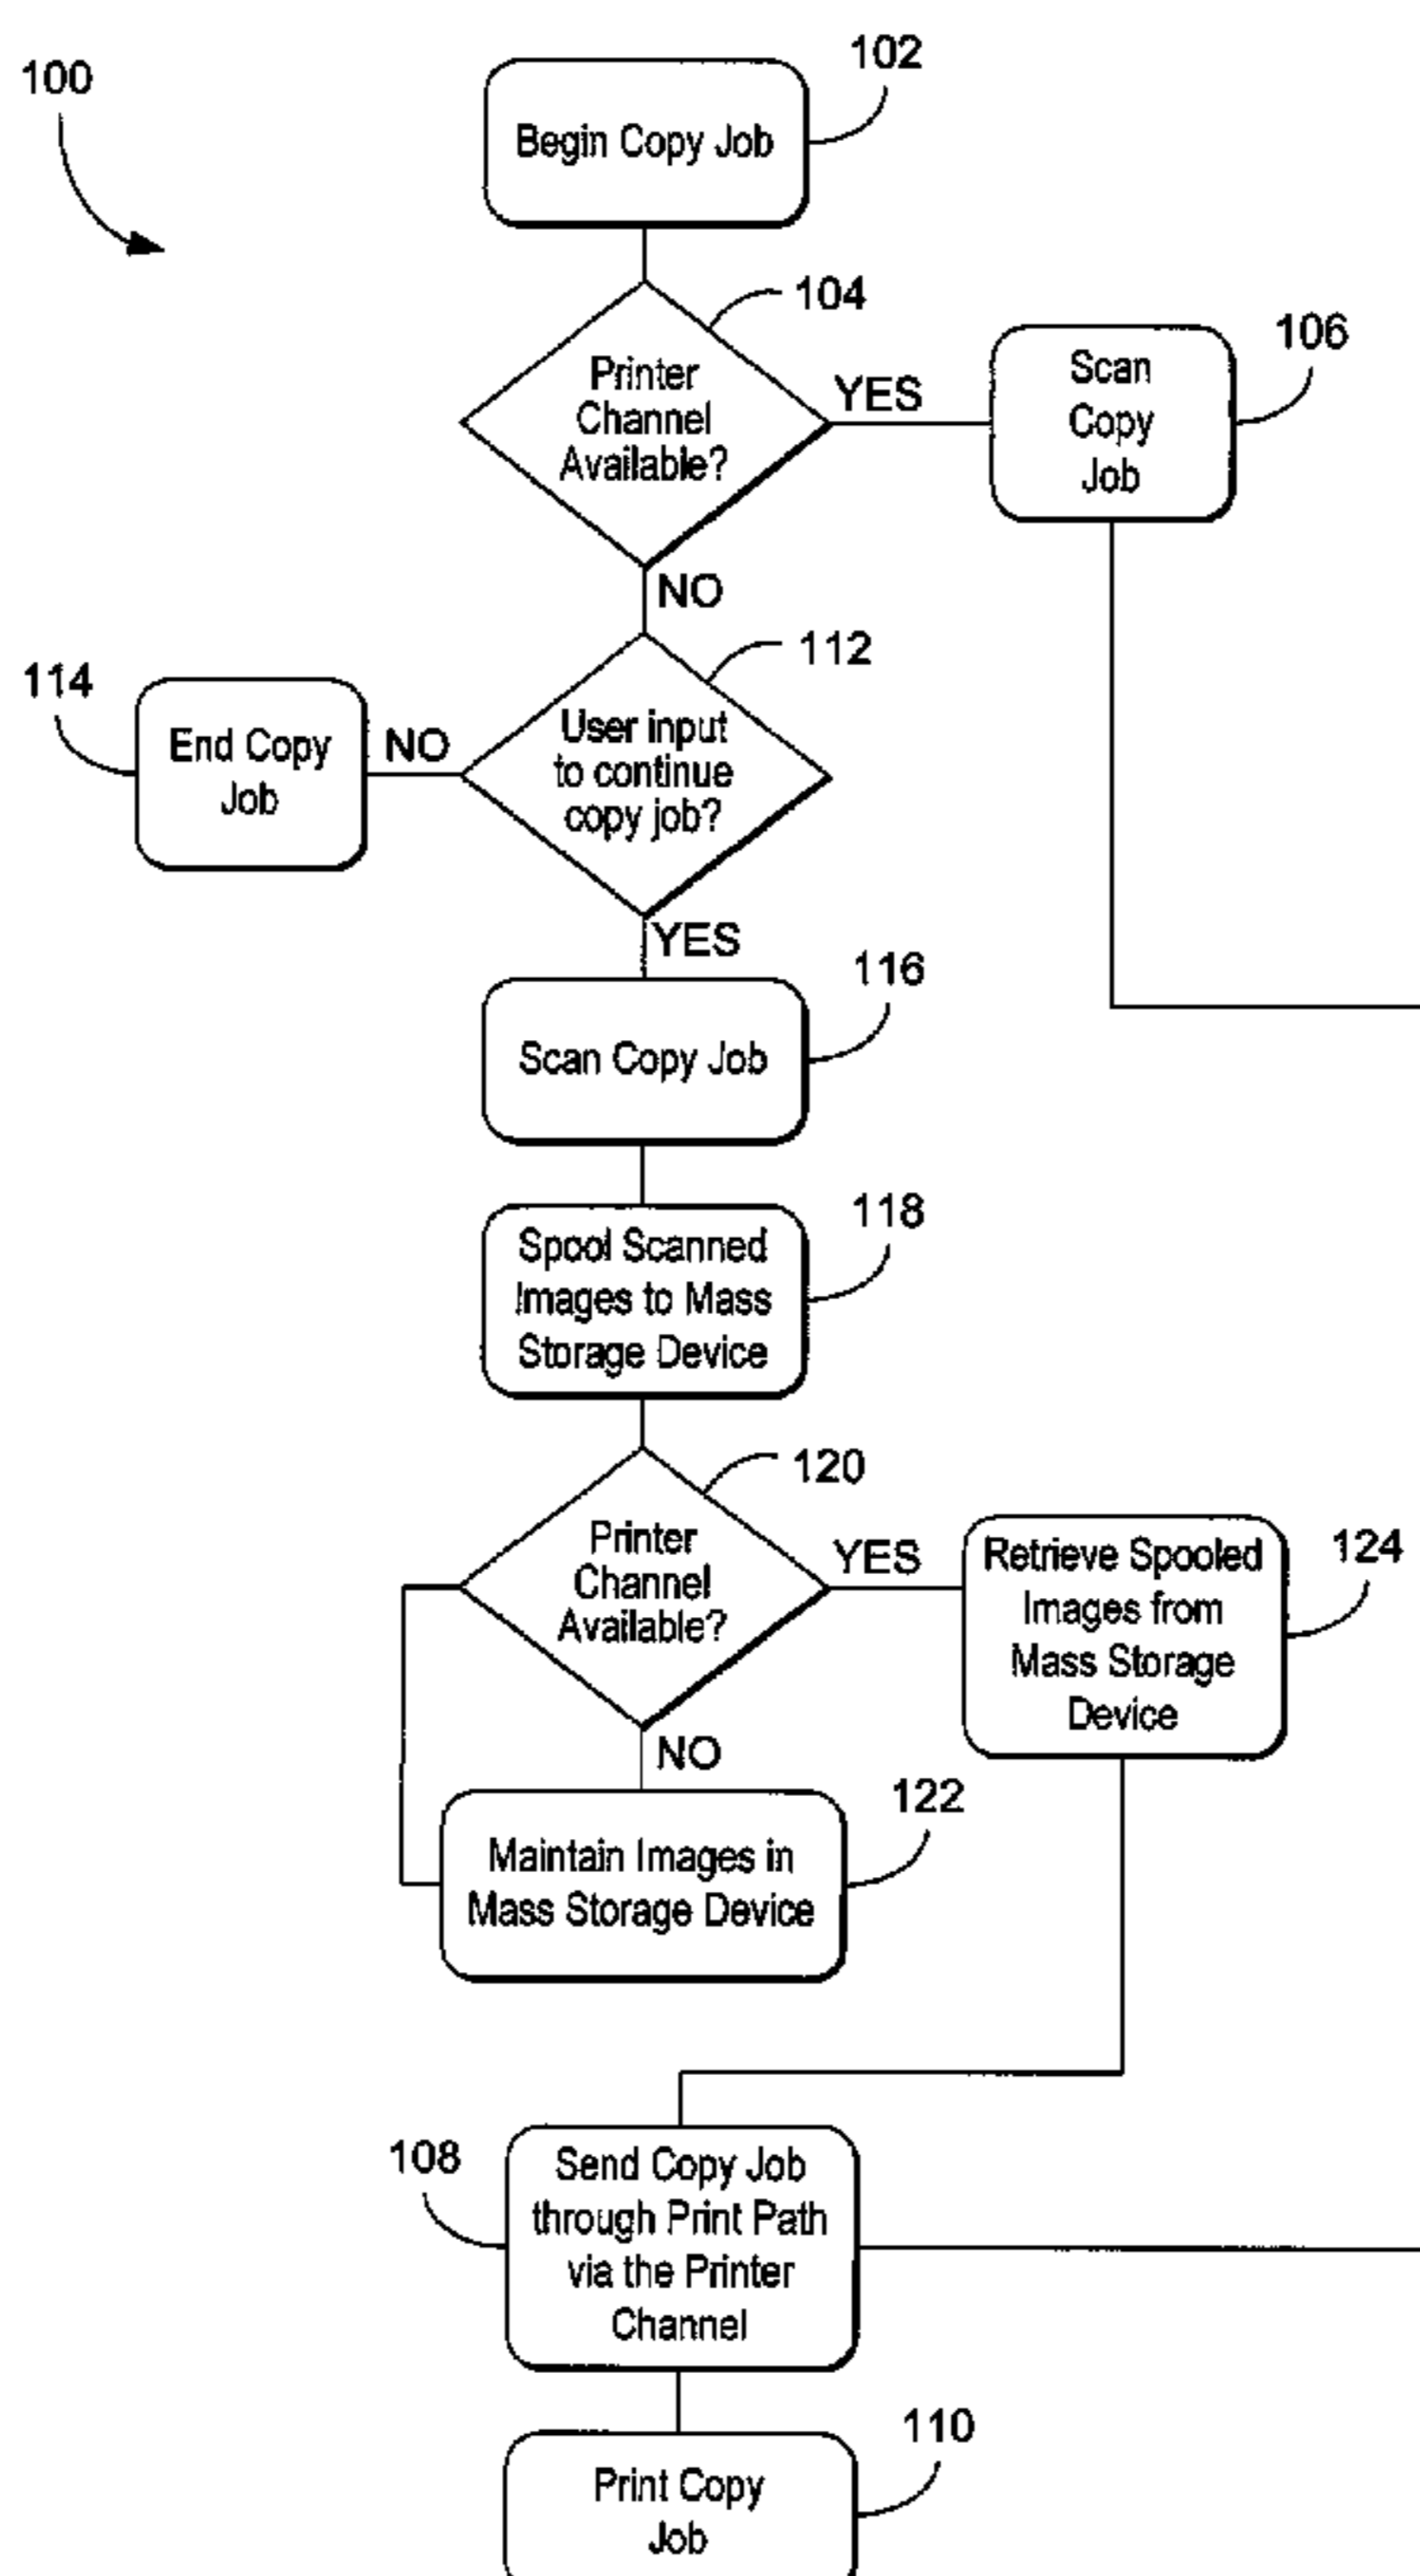 100
102
Begin Copy Job
104
Printer
Channel
Available?
YES
106
Scan
Copy
Job
NO
112
User input
to continue
copy job?
114
End Copy
Job
NO
YES
116
Scan Copy Job
118
Spool Scanned
Images to Mass
Storage Device
120
Printer
Channel
Available?
YES
124
Retrieve Spooled
Images from
Mass Storage
Device
NO
122
Maintain Images in
Mass Storage Device
108
Send Copy Job
through Print Path
via the Printer
Channel
110
Print Copy
Job